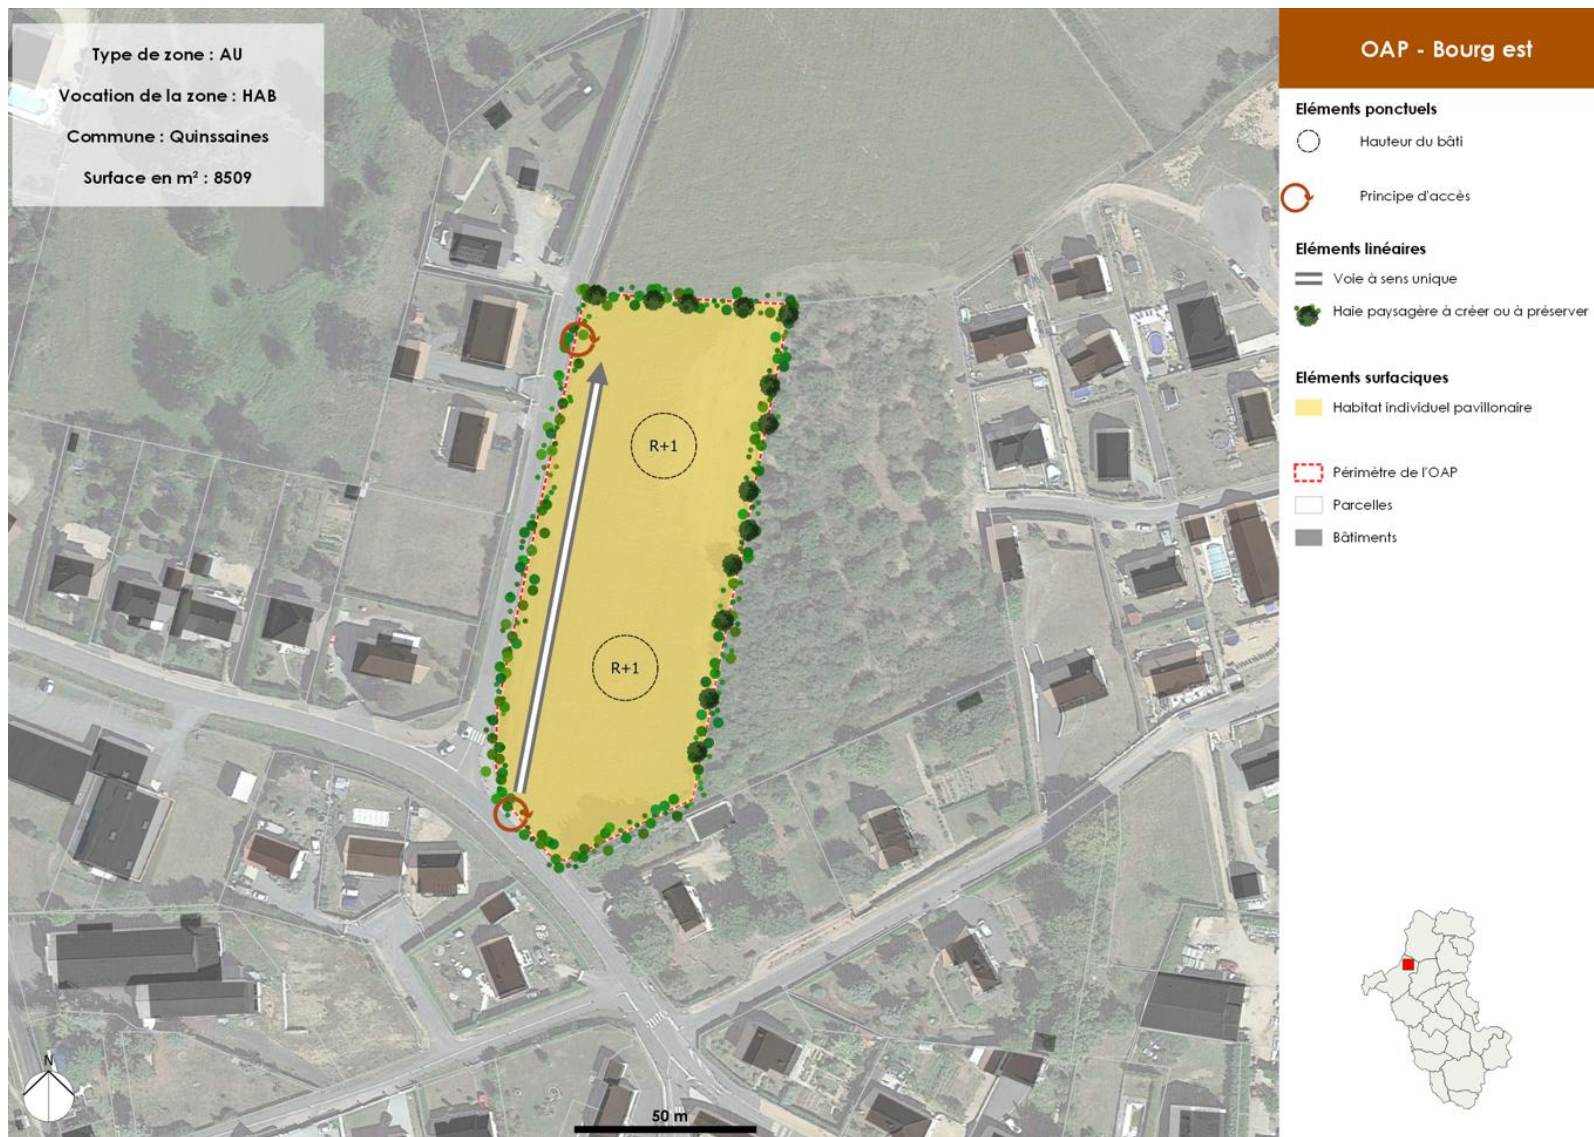 Type de zone : AU
Vocation de la zone : HAB
Commune : Quinssaines
Surface en m² : 8509
R+1
R+1
N
50 m
OAP - Bourg est
Eléments ponctuels
Hauteur du bâti
Principe d'accès
Eléments linéaires
Voie à sens unique
Haie paysagère à créer ou à préserver
Eléments surfaciques
Habitat individuel pavillonaire
Périmètre de l'OAP
Parcelles
Bâtiments